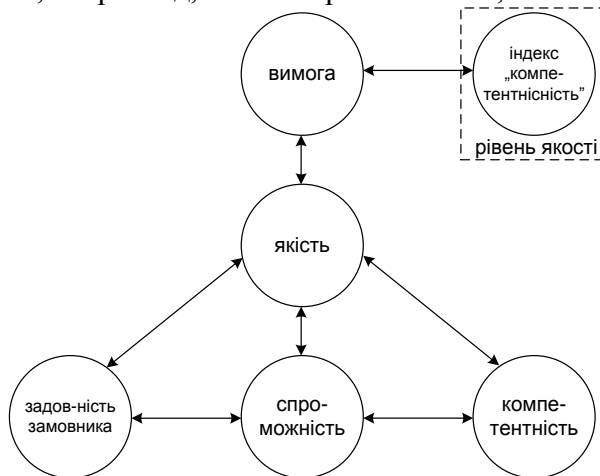 індекс
„компе-
тентнісність”
вимога
рівень якості
якість
задов-ність
замовника
спро-
можність
компе-
тентність